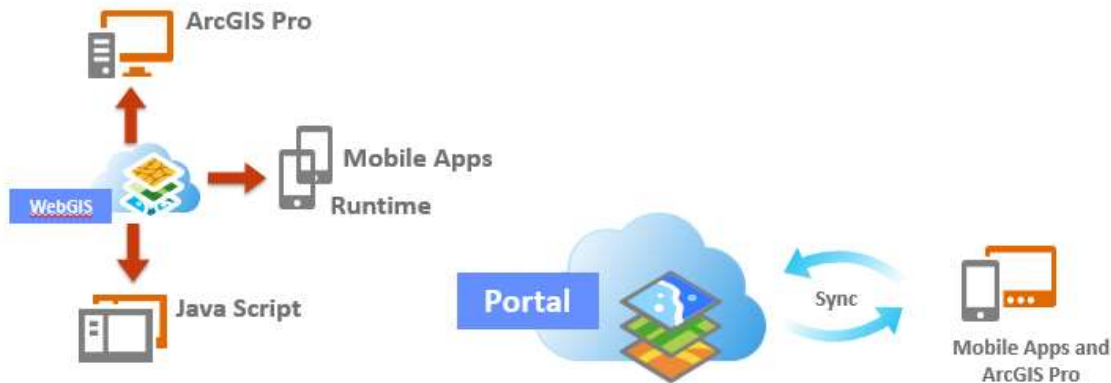 ArcGIS Pro
Mobile Apps
Runtime
WebGIS
Java Script
Portal
Sync
Mobile Apps and
ArcGIS Pro